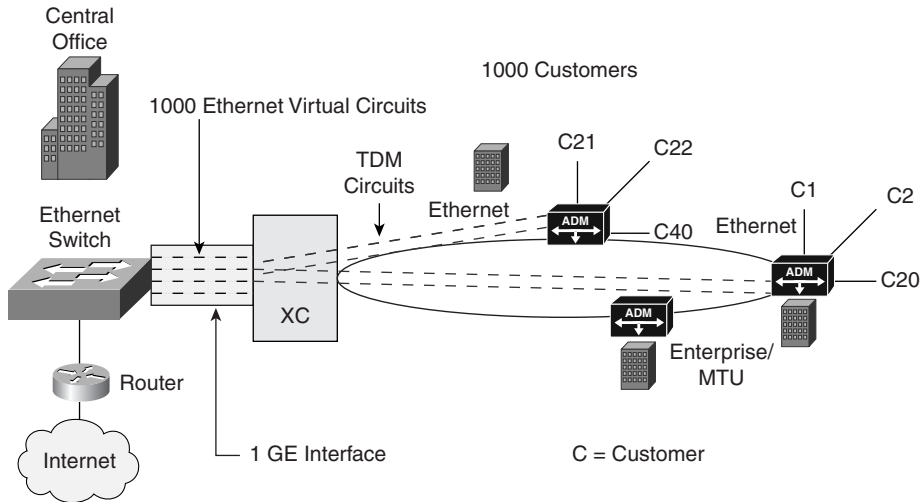 Central
Office
1000 Customers
1000 Ethernet Virtual Circuits
TDM
Circuits
C21
C22
Ethernet
ADM
C40
C1
C2
Ethernet
ADM
C20
Ethernet
Switch
XC
ADM
Enterprise/
MTU
Router
Internet
1 GE Interface
C = Customer